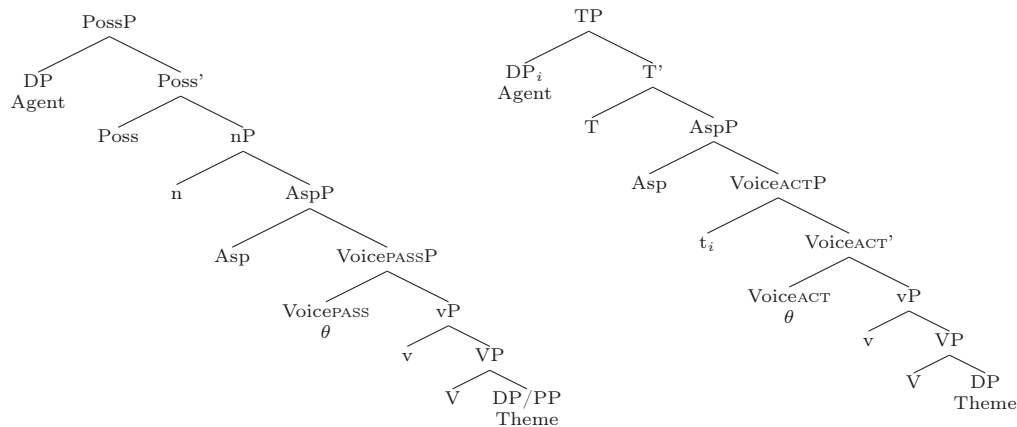 PossP
DP
Agent
Poss'
Poss
nP
n
AspP
Asp
VoicePASSP
VoicePASS
θ
vP
v
VP
V
DP/PP
Theme
TP
DPi
Agent
T'
T
AspP
Asp
VoiceACTP
ti
VoiceACT'
VoiceACT
θ
vP
v
VP
V
DP
Theme